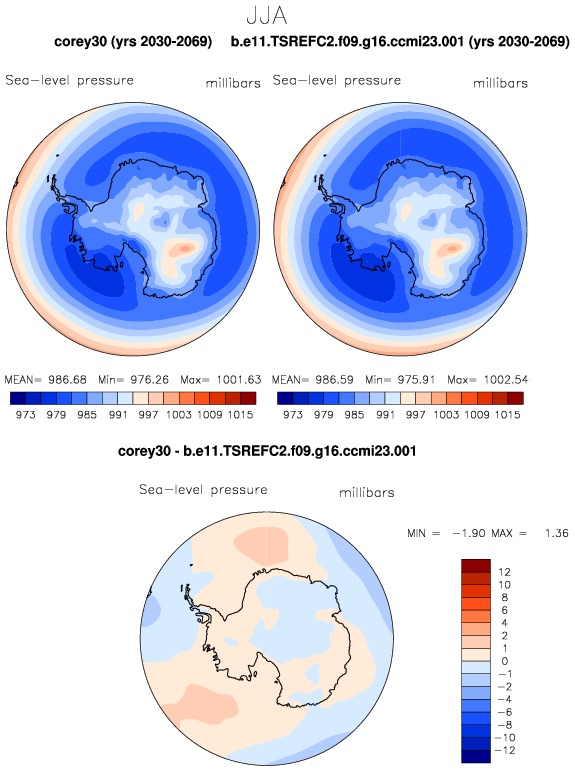 JJA
corey30 (yrs 2030-2069) b.e11.TSREFC2.f09.g16.ccmi23.001 (yrs 2030-2069)
Sea-level pressure millibars Sea-level pressure millibars
MEAN= 986.68 Min= 976.26 Max= 1001.63 MEAN= 986.59 Min= 975.91 Max= 1002.54
973 979 985 991 997 1003 1009 1015 973 979 985 991 997 1003 1009 1015
corey30 - b.e11.TSREFC2.f09.g16.ccmi23.001
Sea-level pressure millibars
MIN = -1.90 MAX = 1.36
12
10
8
6
4
2
1
0
-1
-2
-4
-6
-8
-10
-12